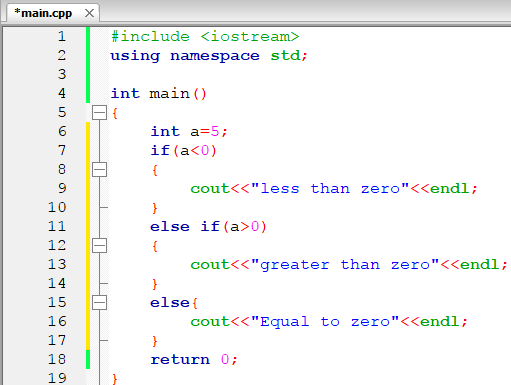 *main.cpp
1 #include <iostream>
2 using namespace std;
3
4 int main()
5 {
6 int a=5;
7 if(a<0)
8 {
9 cout<<"less than zero"<<endl;
10 }
11 else if(a>0)
12 {
13 cout<<"greater than zero"<<endl;
14 }
15 else{
16 cout<<"Equal to zero"<<endl;
17 }
18 return 0;
19 }